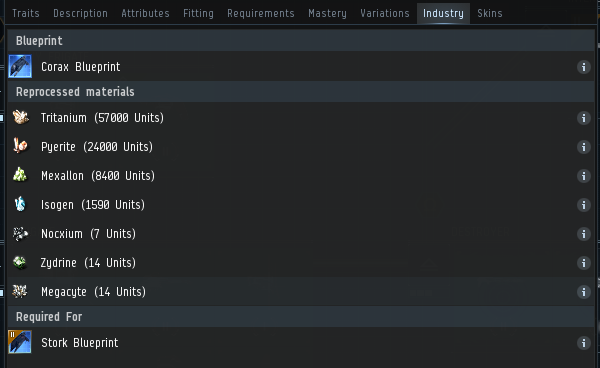 Traits Description Attributes Fitting Requirements Mastery Variations Industry Skins
Blueprint
Corax Blueprint
Reprocessed materials
Tritanium (57000 Units)
Pyerite (24000 Units)
Mexallon (8400 Units)
Isogen (1590 Units)
Nocxium (7 Units)
Zydrine (14 Units)
Megacyte (14 Units)
Required For
Stork Blueprint